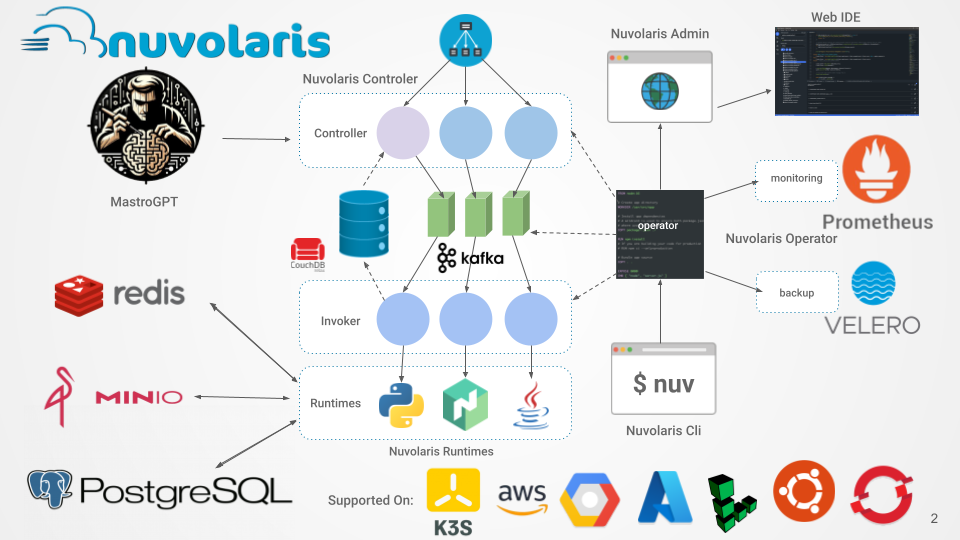 nuvolaris
Nuvolaris Controler
Controller
MastroGPT
Nuvolaris Admin
Web IDE
monitoring
Prometheus
operator
Nuvolaris Operator
CouchDB
kafka
redis
backup
VELERO
Invoker
MINIO
Runtimes
$ nuv
Nuvolaris Cli
Nuvolaris Runtimes
PostgreSQL
Supported On:
K3S
aws
2